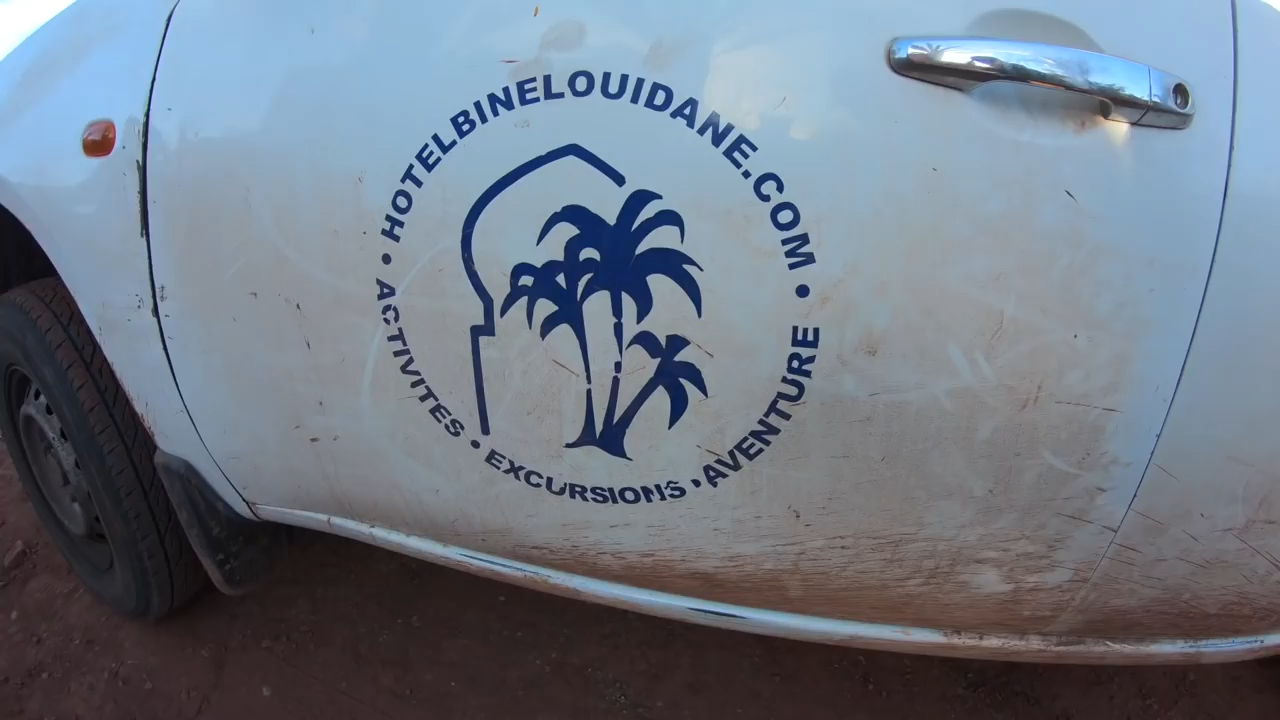 • HOTELBINELOUIDANE.COM •
ACTIVITES • EXCURSIONS • AVENTURE